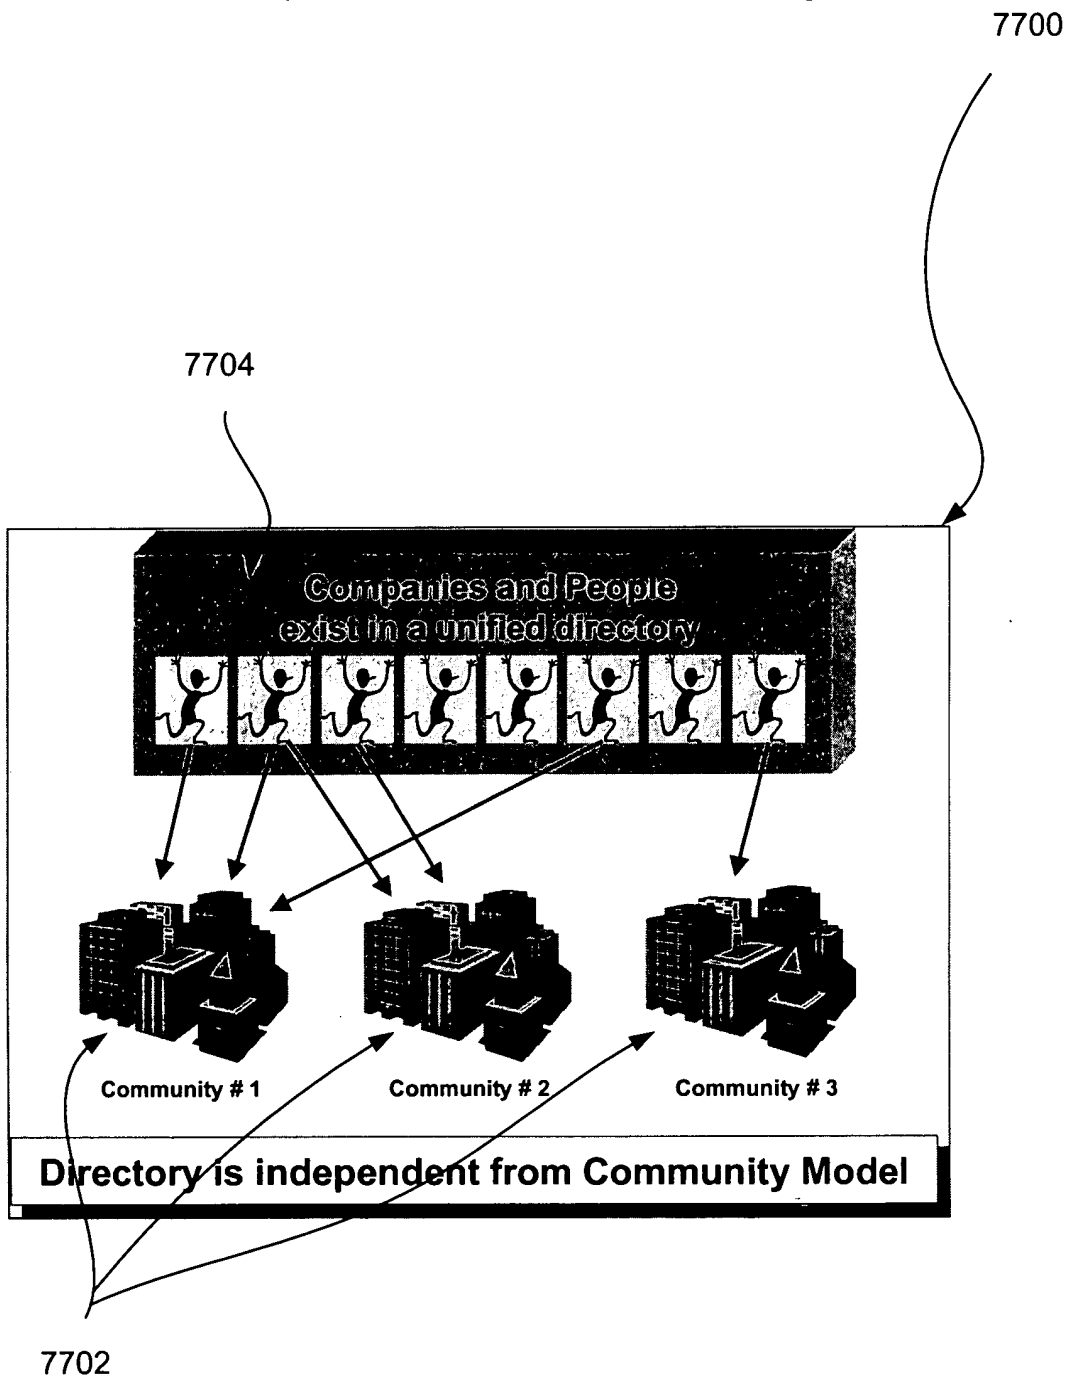 7700
7704
Companies and People
exist in a unified directory
Community # 1
Community # 2
Community # 3
Directory is independent from Community Model
7702